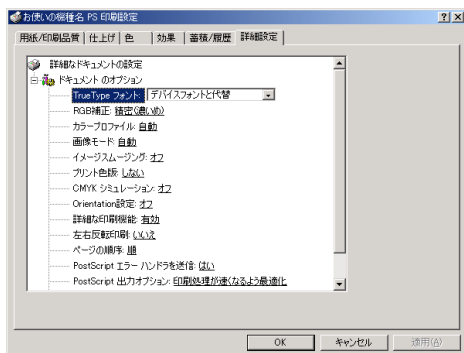 お使いの機種名 PS 印刷設定
用紙/印刷品質 仕上げ 色 効果 蓄積/履歴 詳細設定
詳細なドキュメントの設定
ドキュメント のオプション
TrueType フォント: デバイスフォントと代替
RGB補正: 精密(濃いめ)
カラープロファイル: 自動
画像モード: 自動
イメージスムージング: オフ
プリント色版: しない
CMYK シミュレーション: オフ
Orientation設定: オフ
詳細な印刷機能: 有効
左右反転印刷: いいえ
ページの順序: 順
PostScript エラー ハンドラを送信: はい
PostScript 出力オプション: 印刷処理が速くなるよう最適化
OK キャンセル 適用(A)